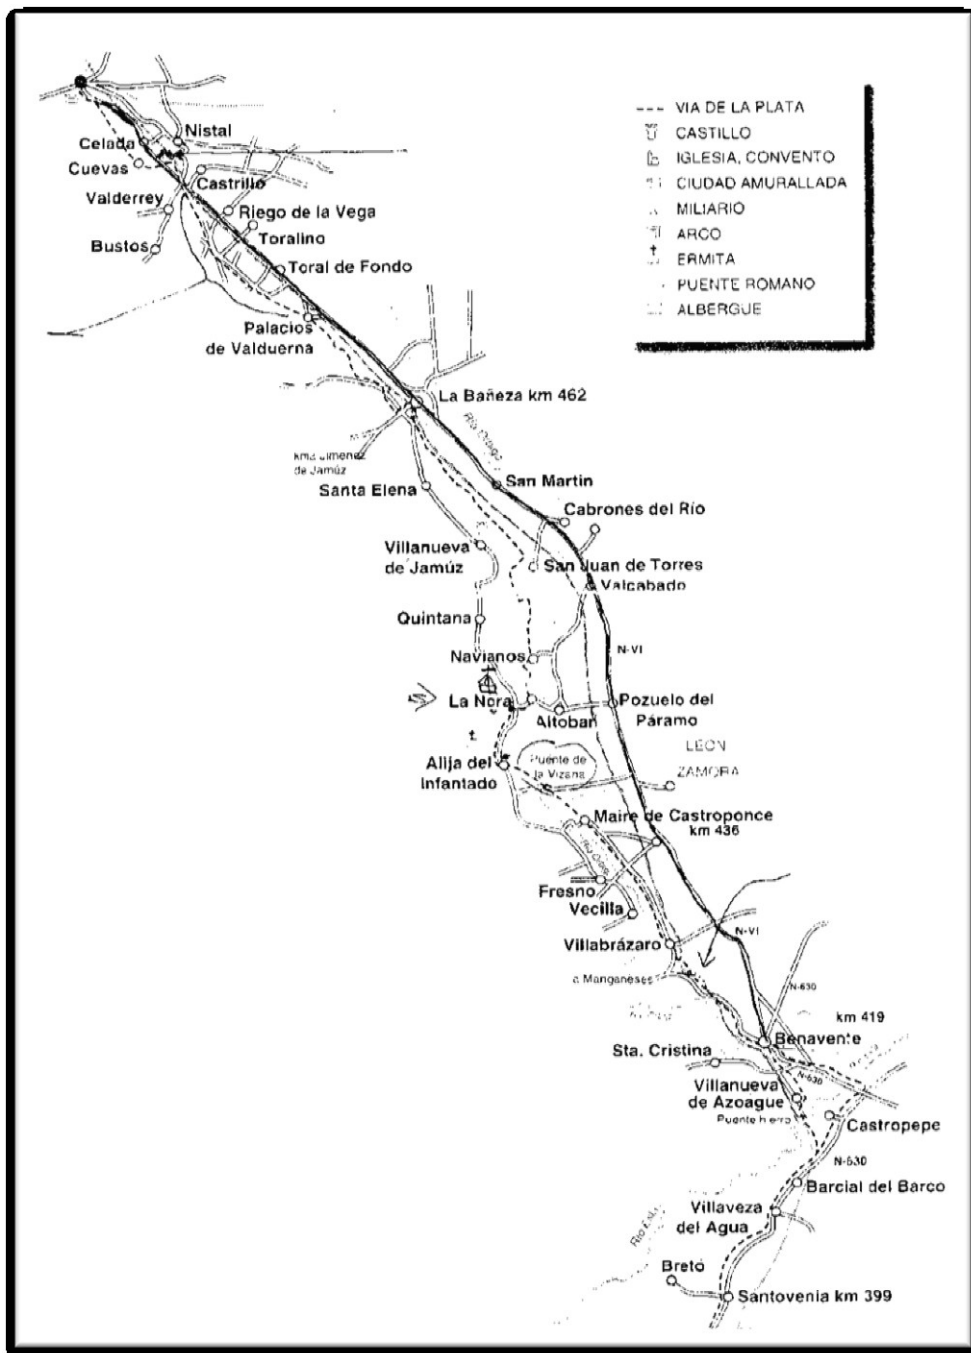 VIA DE LA PLATA
CASTILLO
IGLESIA, CONVENTO
CIUDAD AMURALLADA
MILIARIO
ARCO
ERMITA
PUENTE ROMANO
ALBERGUE
Nistal
Celada
Cuevas
Castrillo
Valderrey
Riego de la Vega
Bustos
Toralino
Toral de Fondo
Palacios
de Valduerna
La Bañeza km 462
Jiménez
de Jamúz
San Martin
Santa Elena
Cabrones del Río
Villanueva
de Jamúz
San Juan de Torres
Valcabado
Quintana
N-VI
Navianos
La Nora
Pozuelo del
Páramo
Altobar
LEON
ZAMORA
Alija del
Infantado
Puente de
la Vizana
Maire de Castroponce
km 436
Fresno
Vecilla
Villabrázaro
N-VI
a Manganeses
N-630
km 419
Benavente
Sta. Cristina
N-630
Villanueva
de Azoague
Puente hierro
Castropepe
N-630
Barcial del Barco
Villaveza
del Agua
Río Esla
Bretó
Santovenia km 399